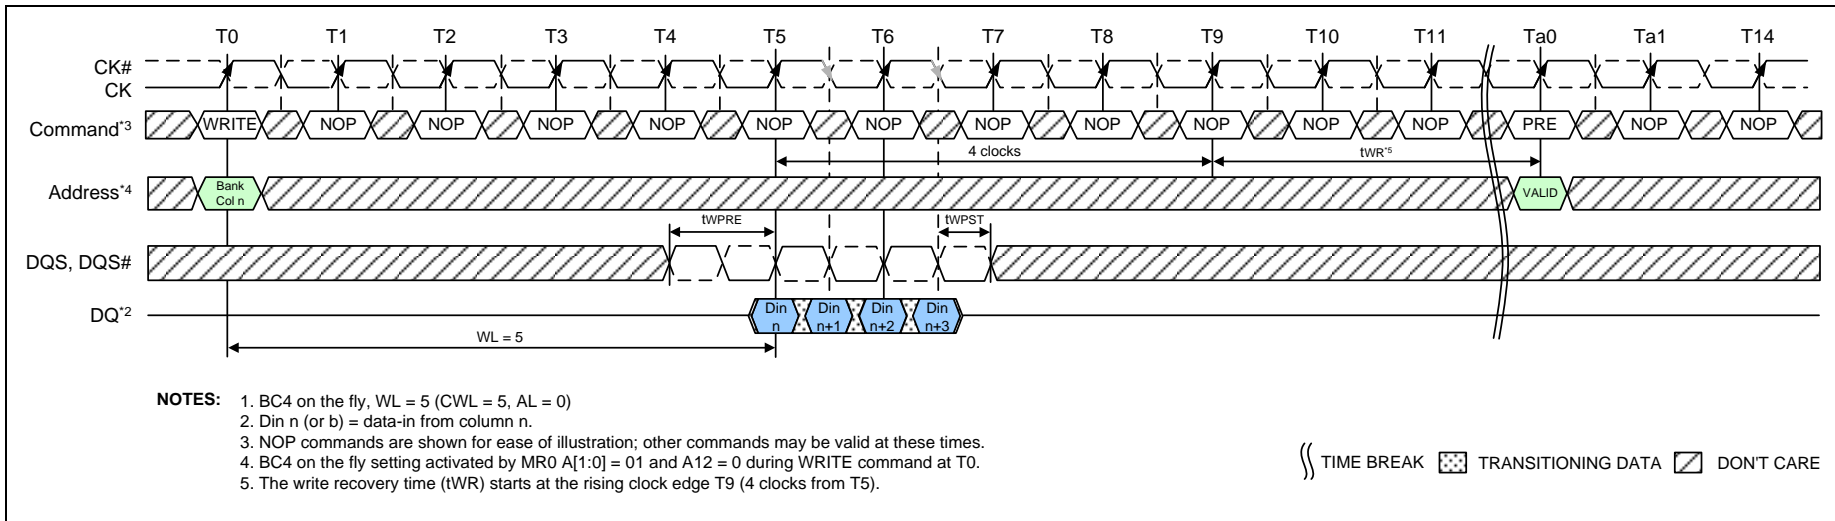 T0 T1 T2 T3 T4 T5 T6 T7 T8 T9 T10 T11 Ta0 Ta1 T14
CK#
CK
Command*3 WRITE NOP NOP NOP NOP NOP NOP NOP NOP NOP NOP NOP PRE NOP NOP
4 clocks tWR*5
Address*4 Bank Col n VALID
tWPRE tWPST
DQS, DQS#
DQ*2 Din n Din n+1 Din n+2 Din n+3
WL = 5
NOTES: 1. BC4 on the fly, WL = 5 (CWL = 5, AL = 0)
2. Din n (or b) = data-in from column n.
3. NOP commands are shown for ease of illustration; other commands may be valid at these times.
4. BC4 on the fly setting activated by MR0 A[1:0] = 01 and A12 = 0 during WRITE command at T0.
5. The write recovery time (tWR) starts at the rising clock edge T9 (4 clocks from T5).
TIME BREAK TRANSITIONING DATA DON'T CARE